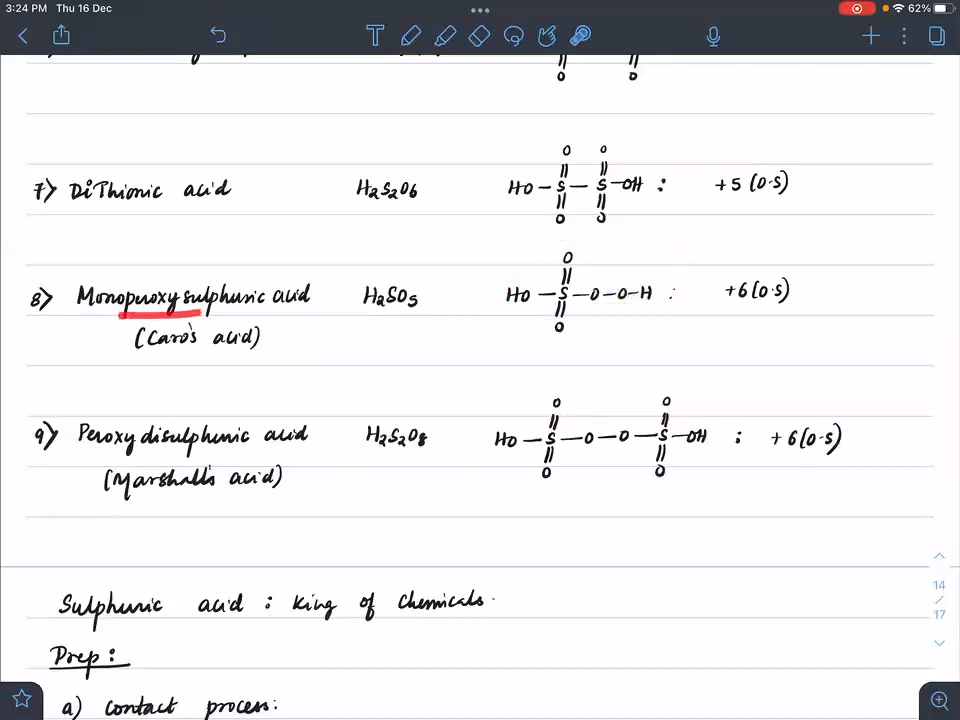 3:24 PM Thu 16 Dec
62%
O O
7) DiThionic acid H2S2O6 HO-S-S-OH : +5 (O.S)
O O
O O
8) Monoperoxy sulphuric acid H2SO5 HO-S-O-O-H : +6 (O.S)
O
O
(Caro's acid)
9) Peroxydisulphuric acid H2S2O8 HO-S-O-O-S-OH : +6 (O.S)
O O
O O
(Marshall's acid)
14
/
17
Sulphuric acid : King of Chemicals.
Prep :
a) contact process: